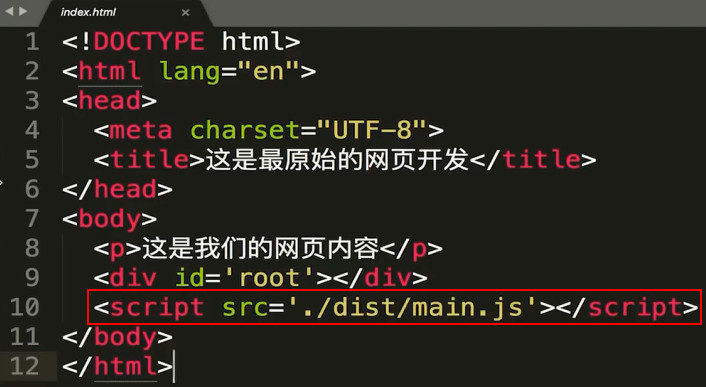 index.html ×
1 <!DOCTYPE html>
2 <html lang="en">
3 <head>
4   <meta charset="UTF-8">
5   <title>这是最原始的网页开发</title>
6 </head>
7 <body>
8   <p>这是我们的网页内容</p>
9   <div id='root'></div>
10   <script src='./dist/main.js'></script>
11 </body>
12 </html>